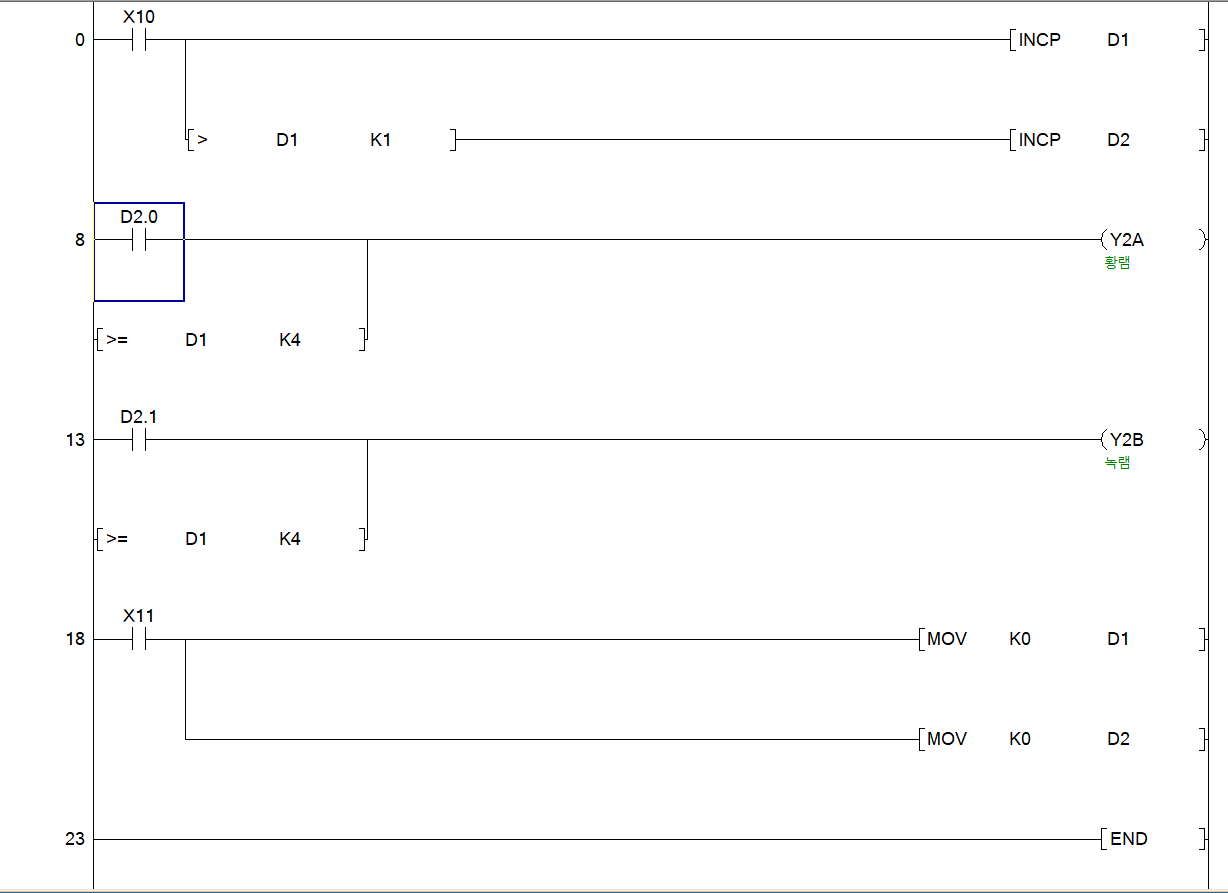 X10
0 INCP D1
> D1 K1 INCP D2
D2.0
8 Y2A
황램
>= D1 K4
D2.1
13 Y2B
녹램
>= D1 K4
X11
18 MOV K0 D1
MOV K0 D2
23 END